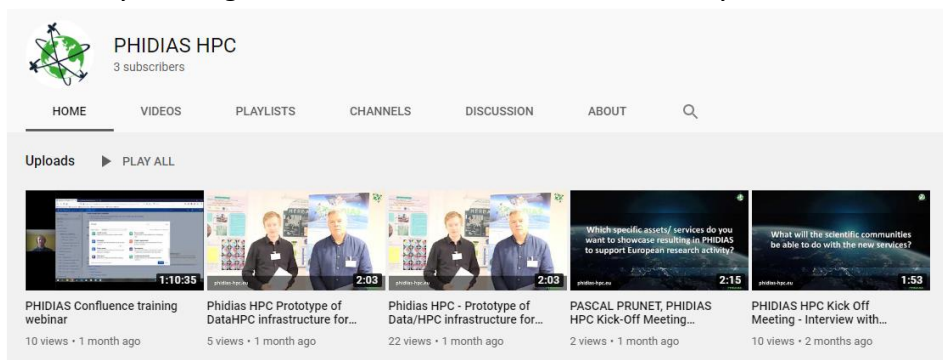 PHIDIAS HPC
3 subscribers
HOME VIDEOS PLAYLISTS CHANNELS DISCUSSION ABOUT
Uploads PLAY ALL
Which specific assets/ services do you
want to showcase resulting in PHIDIAS
to support European research activity?
What will the scientific communities
be able to do with the new services?
phidias-hpc.eu phidias-hpc.eu phidias-hpc.eu phidias-hpc.eu
1:10:35 2:03 2:03 2:15 1:53
PHIDIAS Confluence training
webinar
10 views • 1 month ago
Phidias HPC Prototype of
DataHPC infrastructure for...
5 views • 1 month ago
Phidias HPC - Prototype of
Data/HPC infrastructure for...
22 views • 1 month ago
PASCAL PRUNET, PHIDIAS
HPC Kick-Off Meeting...
2 views • 1 month ago
PHIDIAS HPC Kick Off
Meeting - Interview with...
10 views • 2 months ago